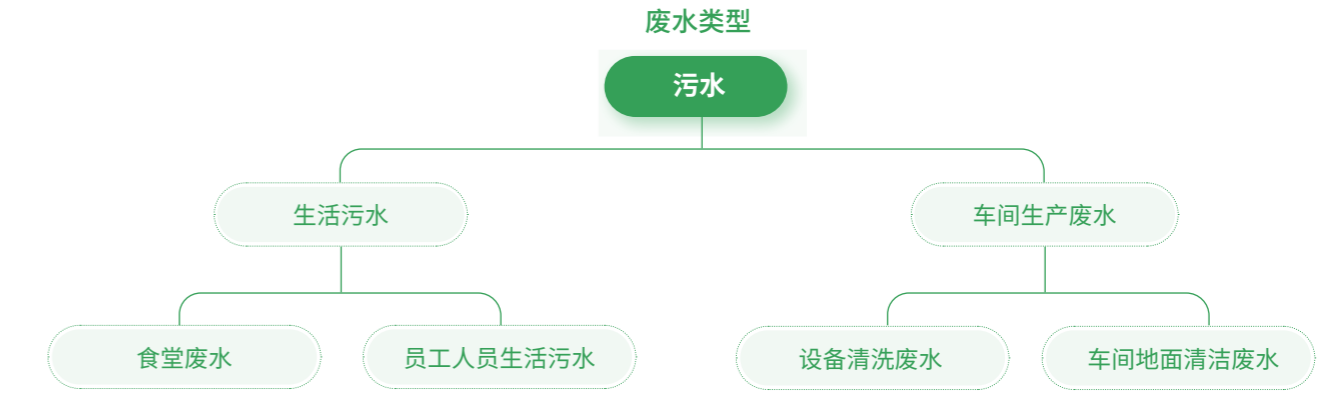 废水类型
污水
生活污水
车间生产废水
食堂废水
员工人员生活污水
设备清洗废水
车间地面清洁废水